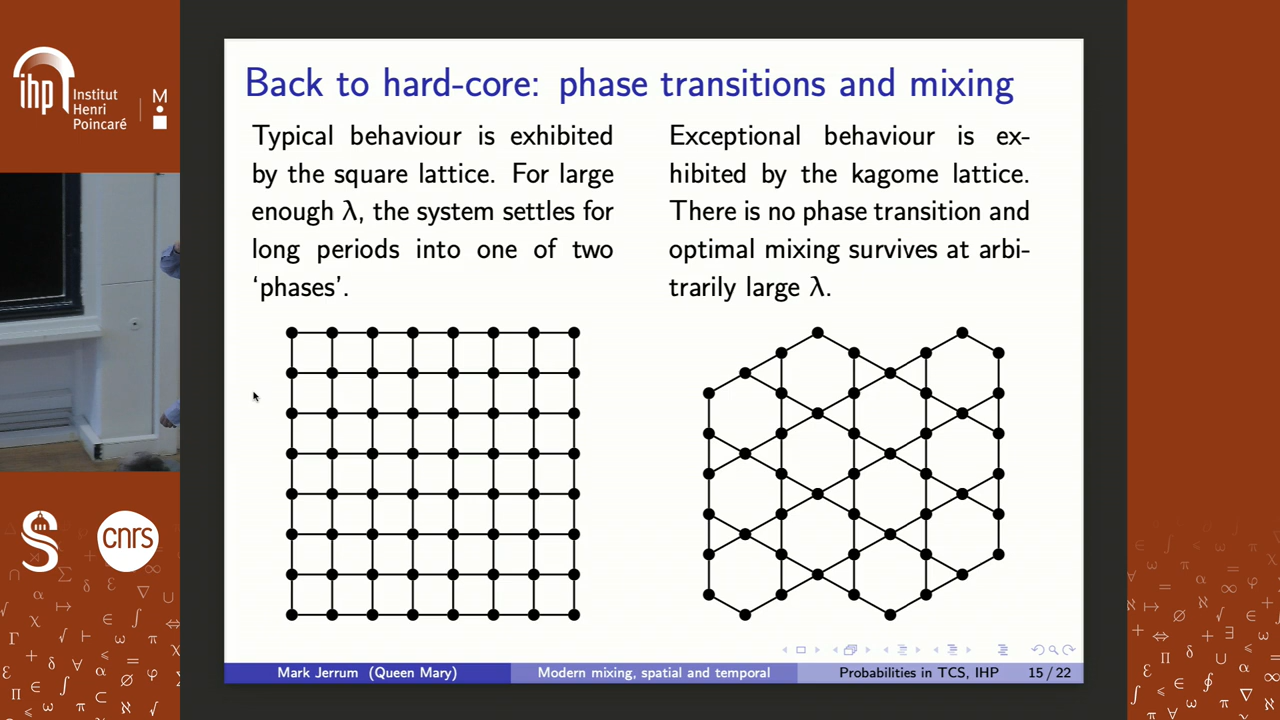 ihp
Institut
Henri
Poincaré
M
cnrs
Back to hard-core: phase transitions and mixing
Typical behaviour is exhibited
by the square lattice. For large
enough λ, the system settles for
long periods into one of two
‘phases’.
Exceptional behaviour is ex-
hibited by the kagome lattice.
There is no phase transition and
optimal mixing survives at arbi-
trarily large λ.
Mark Jerrum (Queen Mary)
Modern mixing, spatial and temporal
Probabilities in TCS, IHP
15 / 22